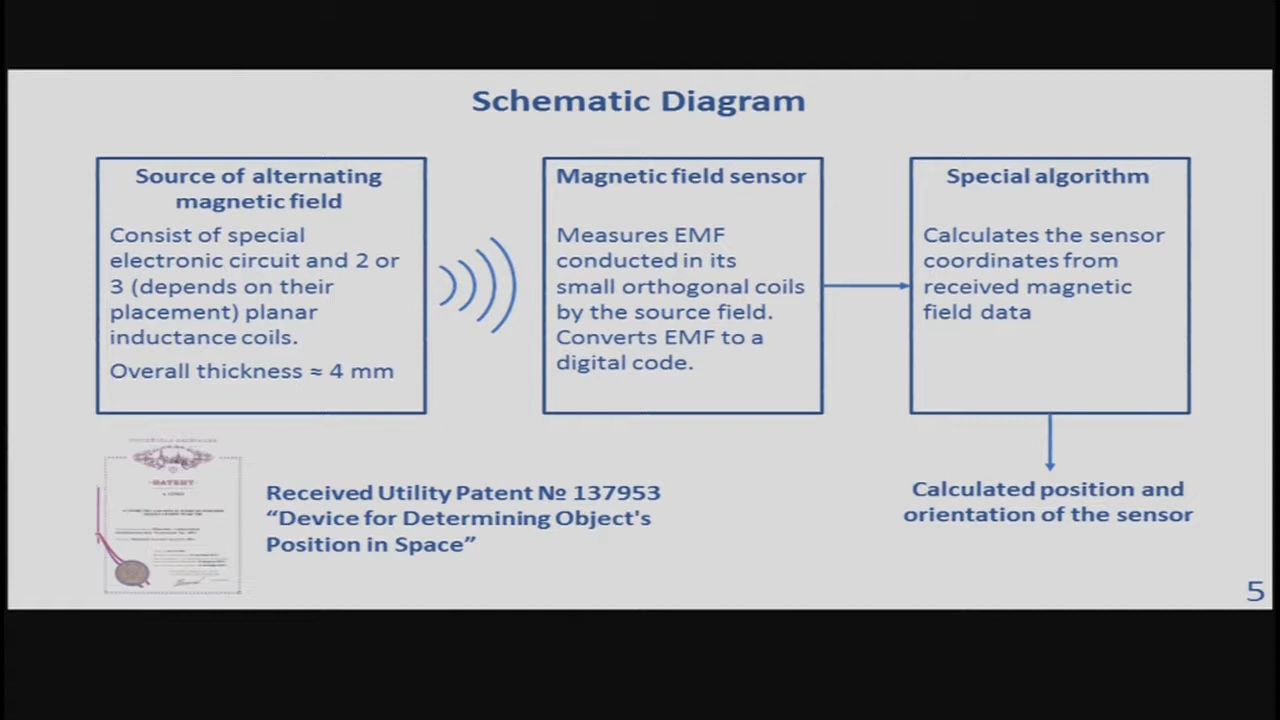 Schematic Diagram
Source of alternating
magnetic field
Consist of special
electronic circuit and 2 or
3 (depends on their
placement) planar
inductance coils.
Overall thickness ≈ 4 mm
Magnetic field sensor
Measures EMF
conducted in its
small orthogonal coils
by the source field.
Converts EMF to a
digital code.
Special algorithm
Calculates the sensor
coordinates from
received magnetic
field data
Calculated position and
orientation of the sensor
Received Utility Patent № 137953
“Device for Determining Object's
Position in Space”
5